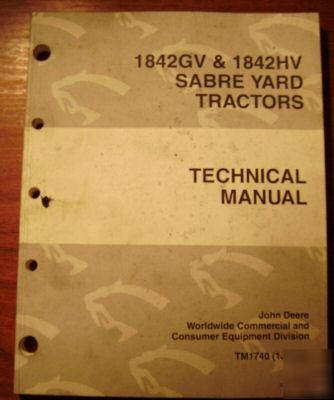 1842GV & 1842HV
SABRE YARD
TRACTORS
TECHNICAL
MANUAL
John Deere
Worldwide Commercial and
Consumer Equipment Division
TM1740